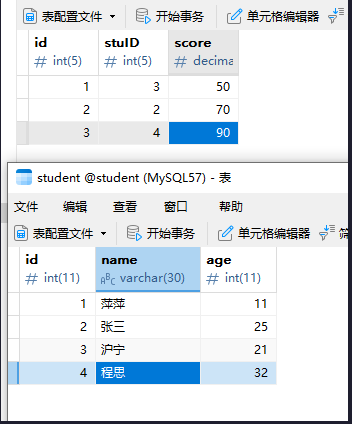 表配置文件 开始事务 单元格编辑器
id stuID score
# int(5) # int(5) # decima
1 3 50
2 2 70
3 4 90
student @student (MySQL57) - 表
文件 编辑 查看 窗口 帮助
表配置文件 开始事务 单元格编辑器 筛
id name age
# int(11) ABC varchar(30) # int(11)
1 萍萍 11
2 张三 25
3 沪宁 21
4 程思 32